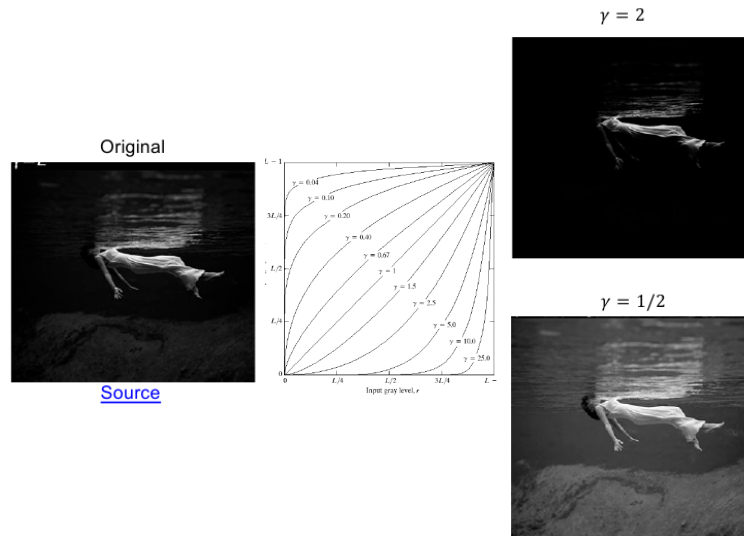 γ = 2
Original
L − 1
γ = 0.04
γ = 0.10
γ = 0.20
3L/4
γ = 0.40
γ = 0.67
γ = 1
L/2
γ = 1.5
γ = 2.5
L/4
γ = 5.0
γ = 10.0
γ = 25.0
0
0 L/4 L/2 3L/4 L −
Input gray level, r
γ = 1/2
Source